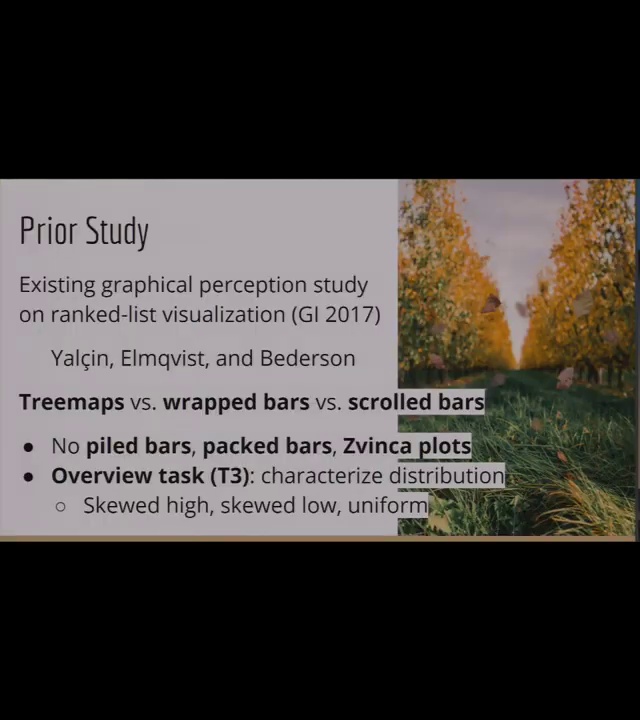 Prior Study
Existing graphical perception study
on ranked-list visualization (GI 2017)
Yalçin, Elmqvist, and Bederson
Treemaps vs. wrapped bars vs. scrolled bars
● No piled bars, packed bars, Zvinca plots
● Overview task (T3): characterize distribution
○ Skewed high, skewed low, uniform